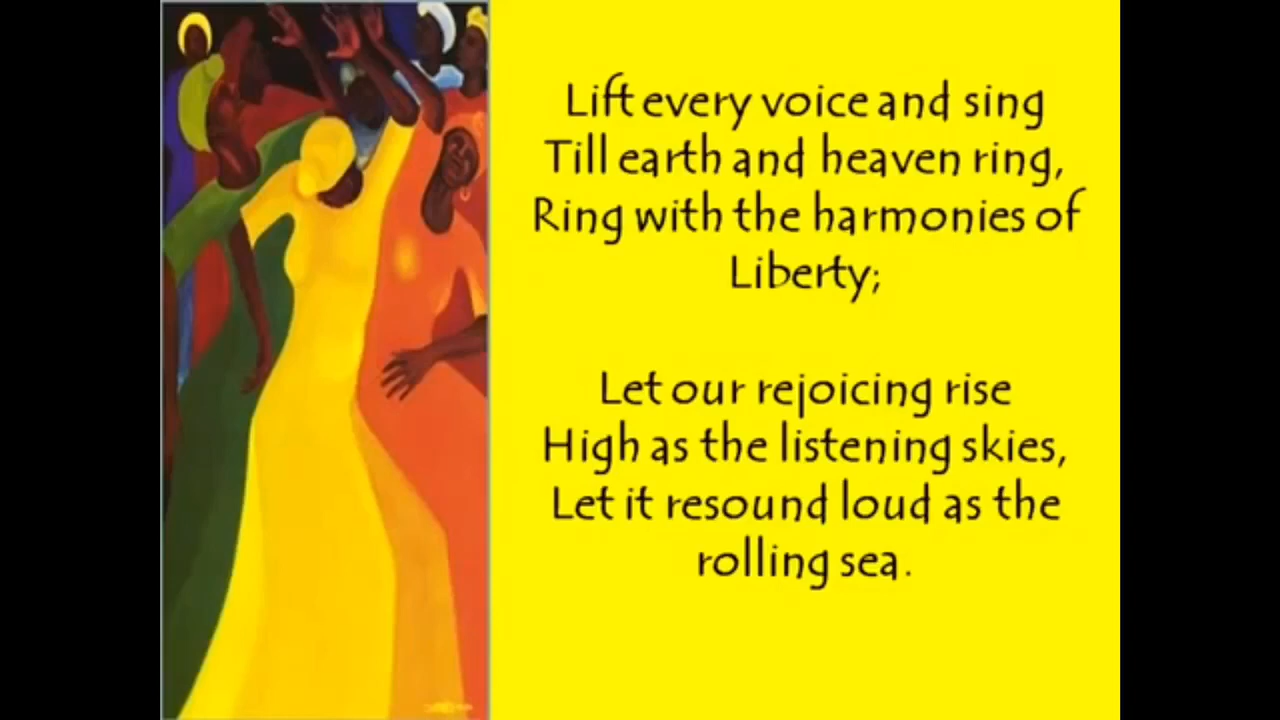 Lift every voice and sing
Till earth and heaven ring,
Ring with the harmonies of
Liberty;
Let our rejoicing rise
High as the listening skies,
Let it resound loud as the
rolling sea.